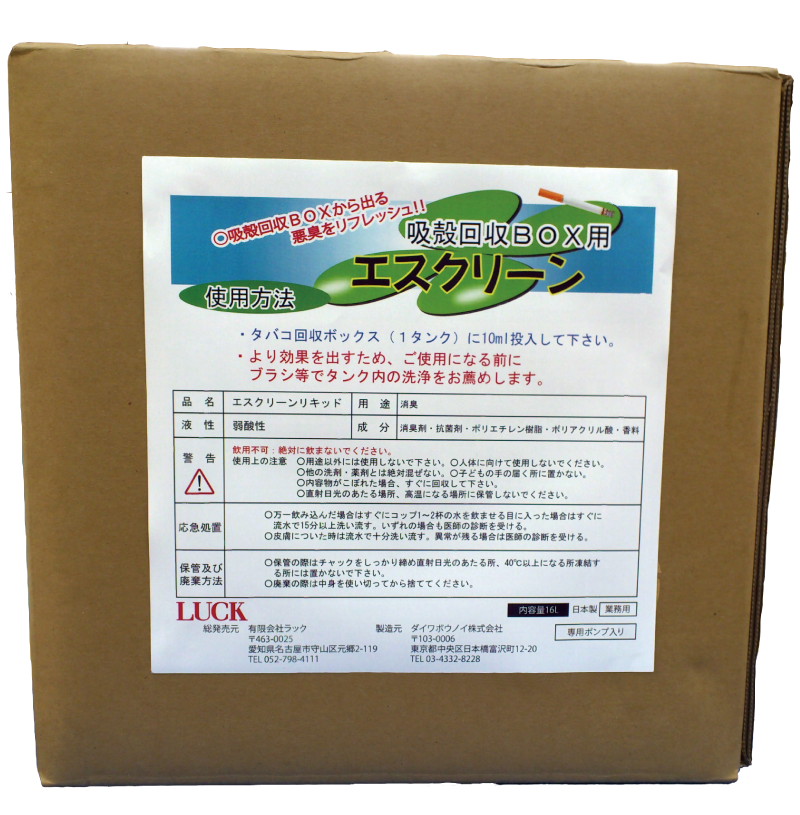 ◎吸殻回収BOXから出る
悪臭をリフレッシュ!!
吸殻回収BOX用
エスクリーン
使用方法
・タバコ回収ボックス(1タンク)に10ml投入して下さい。
・より効果を出すため、ご使用になる前に
ブラシ等でタンク内の洗浄をお薦めします。
品 名 エスクリーンリキッド 用 途 消臭
液 性 弱酸性 成 分 消臭剤・抗菌剤・ポリエチレン樹脂・ポリアクリル酸・香料
警 告
飲用不可:絶対に飲まないでください。
使用上の注意 ○用途以外には使用しないで下さい。○人体に向けて使用しないでください。
○他の洗剤・薬剤とは絶対混ぜない。○子どもの手の届く所に置かない。
○内容物がこぼれた場合、すぐに回収して下さい。
○直射日光のあたる場所、高温になる場所に保管しないでください。
応急処置
○万一飲み込んだ場合はすぐにコップ1〜2杯の水を飲ませる目に入った場合はすぐに
流水で15分以上洗い流す。いずれの場合も医師の診断を受ける。
○皮膚についた時は流水で十分洗い流す。異常が残る場合は医師の診断を受ける。
保管及び
廃棄方法
○保管の際はチャックをしっかり締め直射日光のあたる所、40℃以上になる所凍結す
る所には置かないで下さい。
○廃棄の際は中身を使い切ってから捨ててください。
LUCK
内容量16L 日本製 業務用
専用ポンプ入り
総発売元 有限会社ラック
〒463-0025
愛知県名古屋市守山区元郷2-119
TEL 052-798-4111
製造元 ダイワボウノイ株式会社
〒103-0006
東京都中央区日本橋富沢町12-20
TEL 03-4332-8228